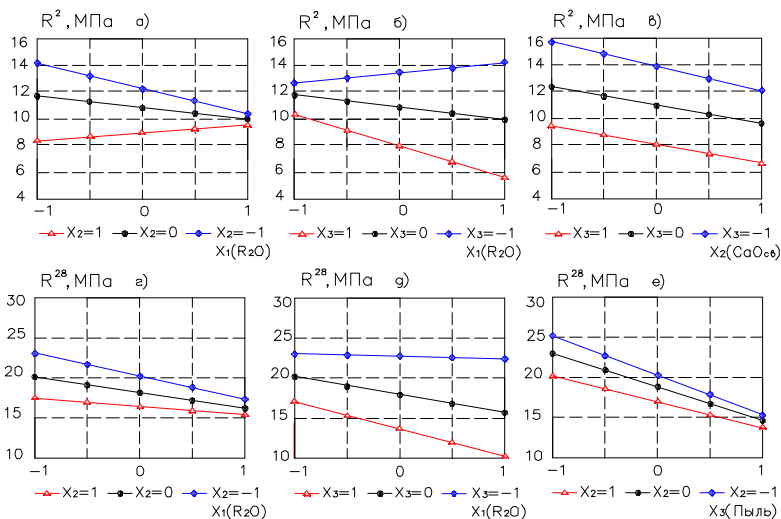 R²,МПа а)
16
14
12
10
8
6
4
−1 0 1
X₂=1 X₂=0 X₂=−1
X₁(R₂O)
R²,МПа б)
16
14
12
10
8
6
4
−1 0 1
X₃=1 X₃=0 X₃=−1
X₁(R₂O)
R²,МПа в)
16
14
12
10
8
6
4
−1 0 1
X₃=1 X₃=0 X₃=−1
X₂(CaOсв)
R²⁸,МПа г)
30
25
20
15
10
−1 0 1
X₂=1 X₂=0 X₂=−1
X₁(R₂O)
R²⁸,МПа д)
30
25
20
15
10
−1 0 1
X₃=1 X₃=0 X₃=−1
X₁(R₂O)
R²⁸,МПа е)
30
25
20
15
10
−1 0 1
X₂=1 X₂=0 X₂=−1
X₃(Пыль)